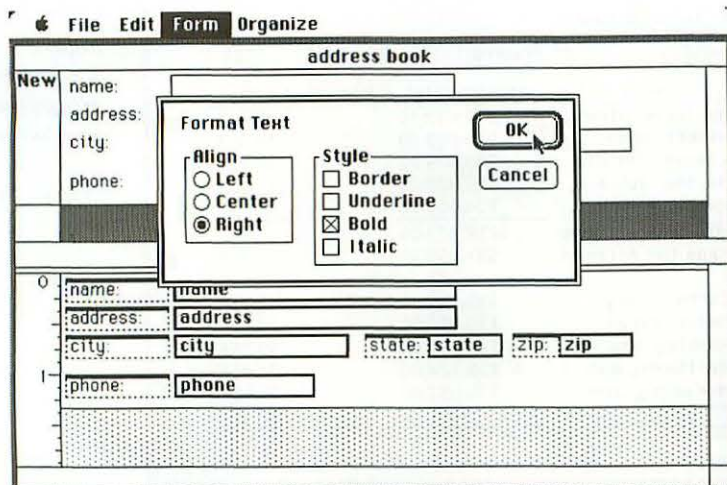 File Edit Form Organize
address book
New
name:
address:
city:
phone:
Format Text
OK
Cancel
Align
Left
Center
Right
Style
Border
Underline
Bold
Italic
0
name: name
address: address
city: city state: state zip: zip
1
phone: phone